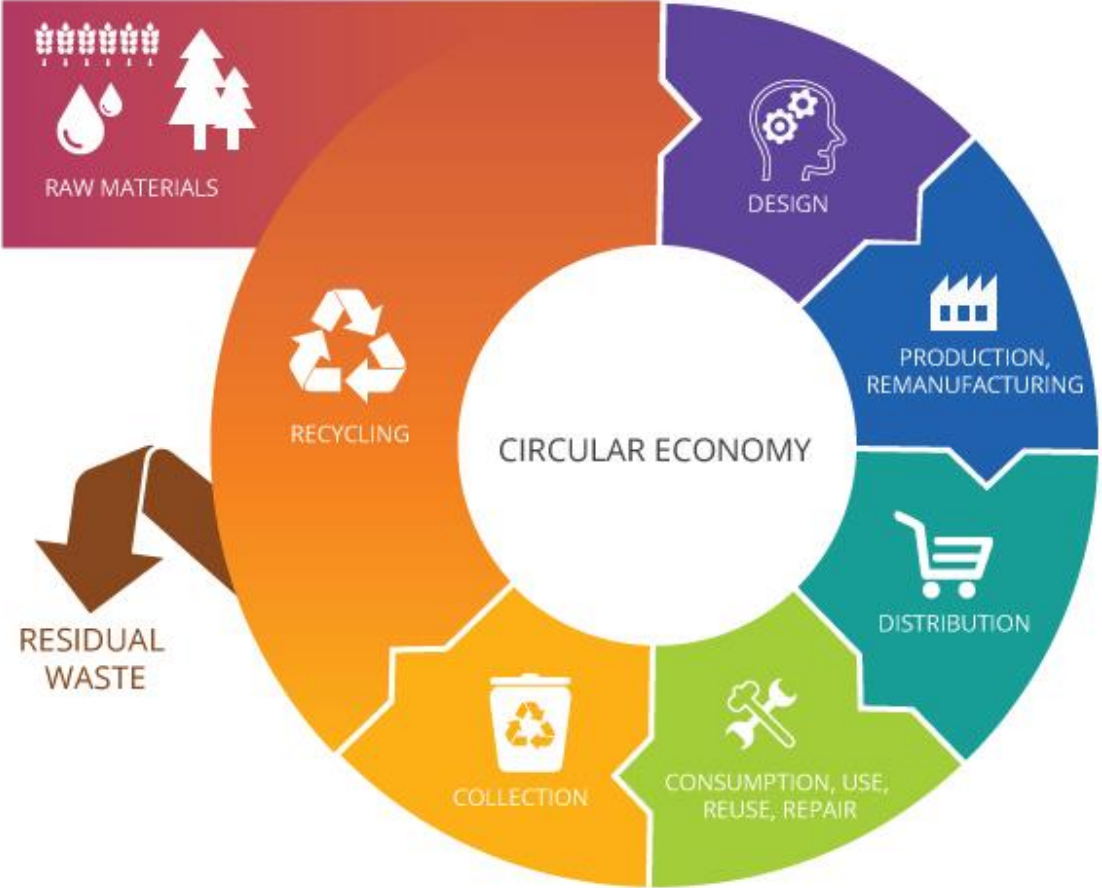 RAW MATERIALS
DESIGN
PRODUCTION,
REMANUFACTURING
DISTRIBUTION
CONSUMPTION, USE,
REUSE, REPAIR
COLLECTION
RECYCLING
RESIDUAL
WASTE
CIRCULAR ECONOMY